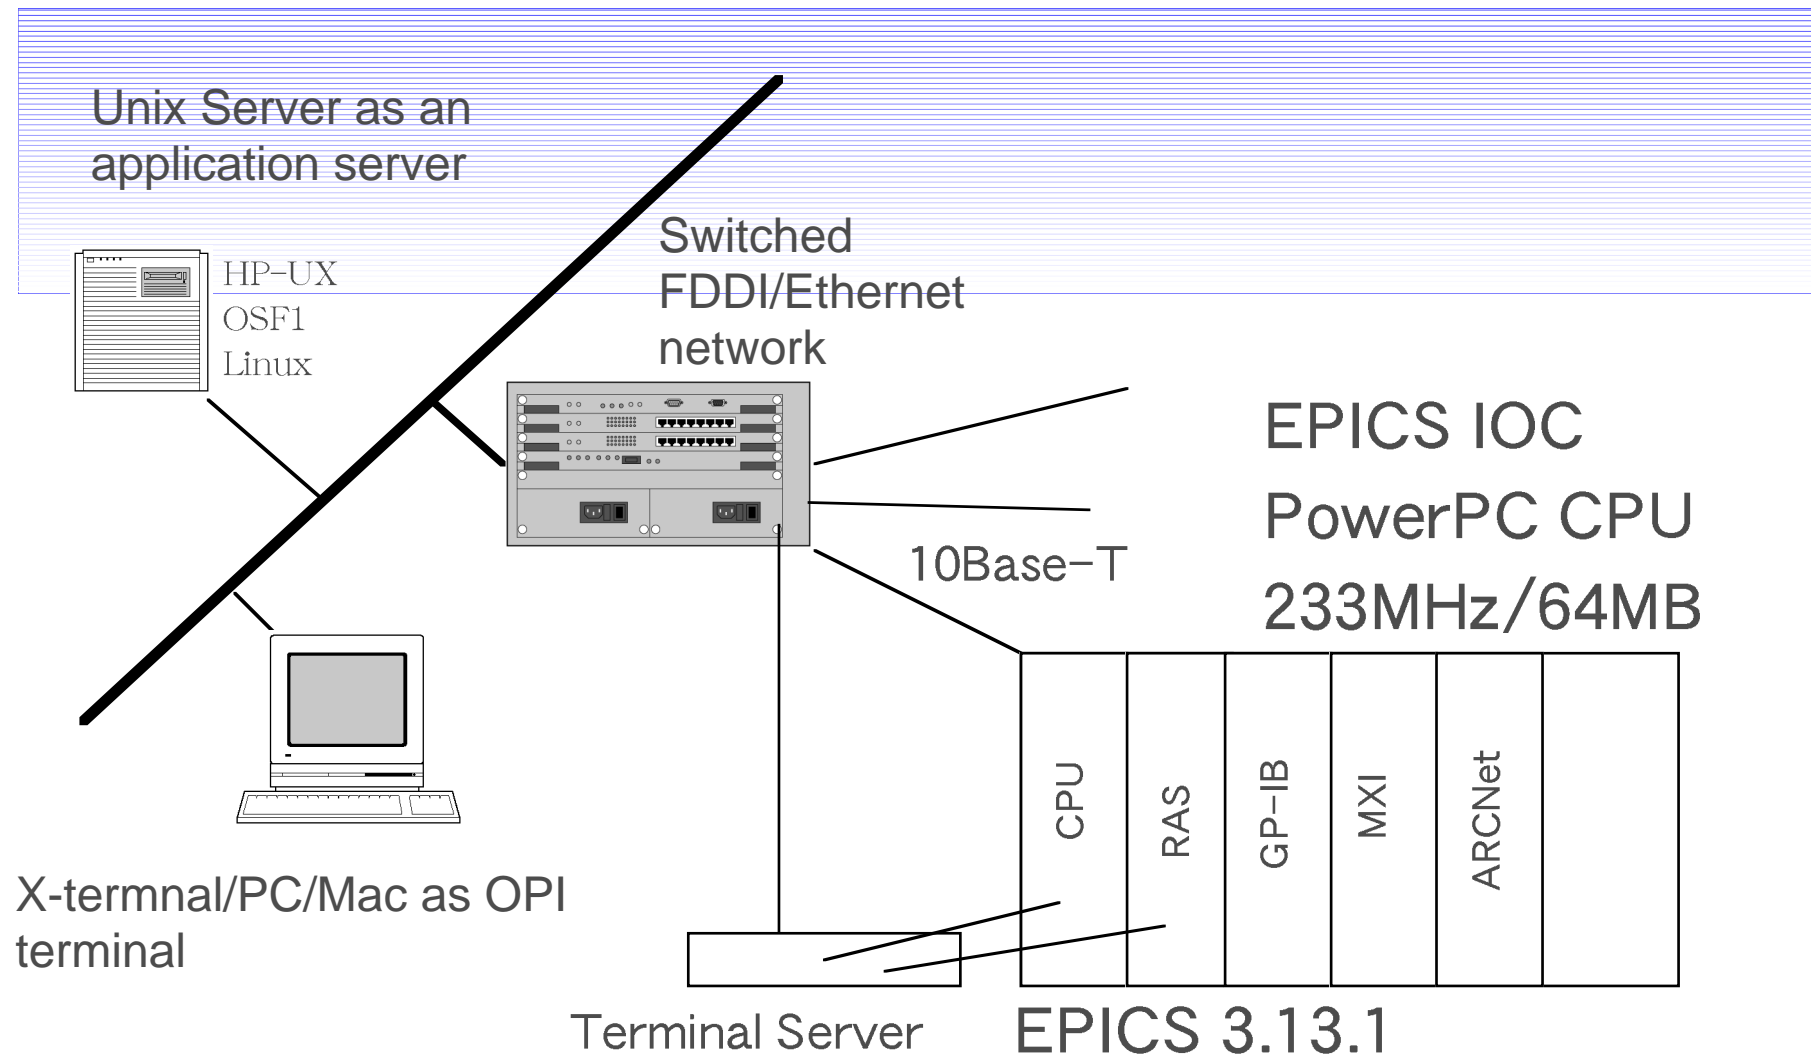 Unix Server as an
application server
HP-UX
OSF1
Linux
Switched
FDDI/Ethernet
network
10Base-T
EPICS IOC
PowerPC CPU
233MHz/64MB
CPU
RAS
GP-IB
MXI
ARCNet
X-termnal/PC/Mac as OPI
terminal
Terminal Server
EPICS 3.13.1